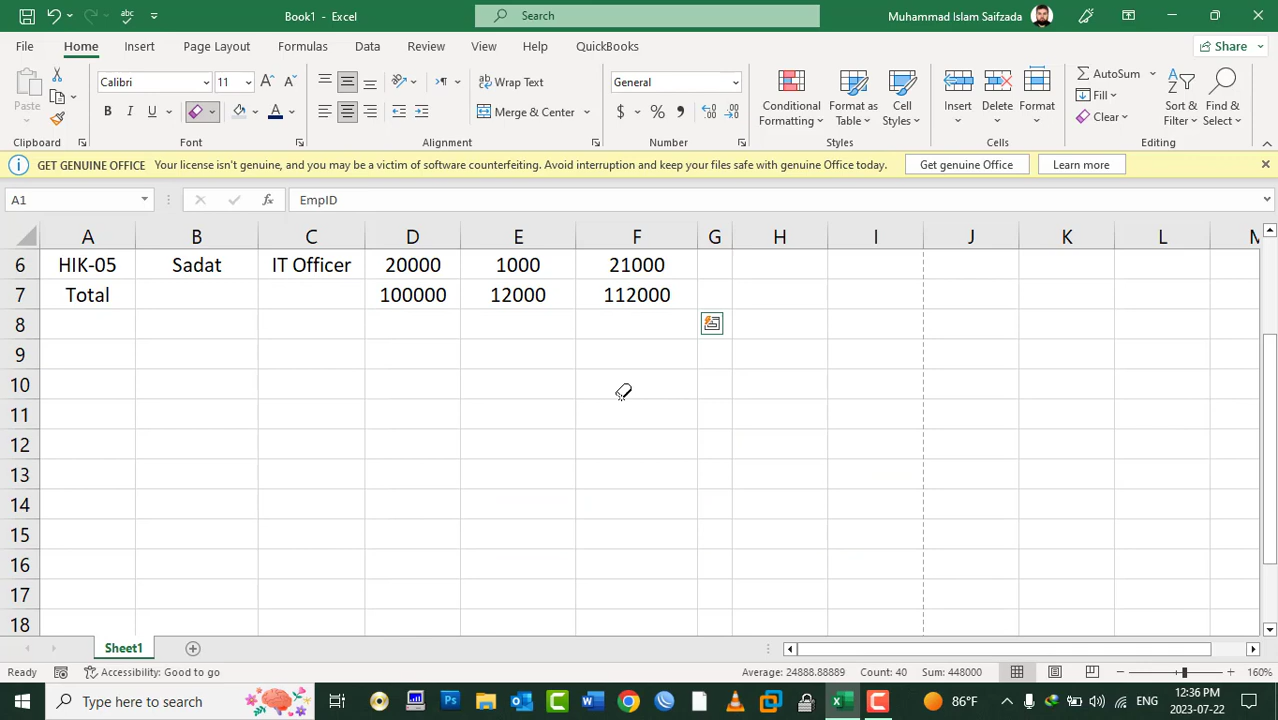 Book1 - Excel
Search
Muhammad Islam Saifzada
File Home Insert Page Layout Formulas Data Review View Help QuickBooks
Share
Paste
Calibri 11
B I U
Wrap Text
Merge & Center
General
Conditional Formatting
Format as Table
Cell Styles
Insert Delete Format
AutoSum
Fill
Clear
Sort & Filter
Find & Select
Clipboard Font Alignment Number Styles Cells Editing
GET GENUINE OFFICE Your license isn't genuine, and you may be a victim of software counterfeiting. Avoid interruption and keep your files safe with genuine Office today.
Get genuine Office
Learn more
A1 fx EmpID
A B C D E F G H I J K L M
6 HIK-05 Sadat IT Officer 20000 1000 21000
7 Total 100000 12000 112000
8
9
10
11
12
13
14
15
16
17
18
Sheet1
Ready Accessibility: Good to go Average: 24888.88889 Count: 40 Sum: 448000 160%
Type here to search
86°F ENG
12:36 PM
2023-07-22